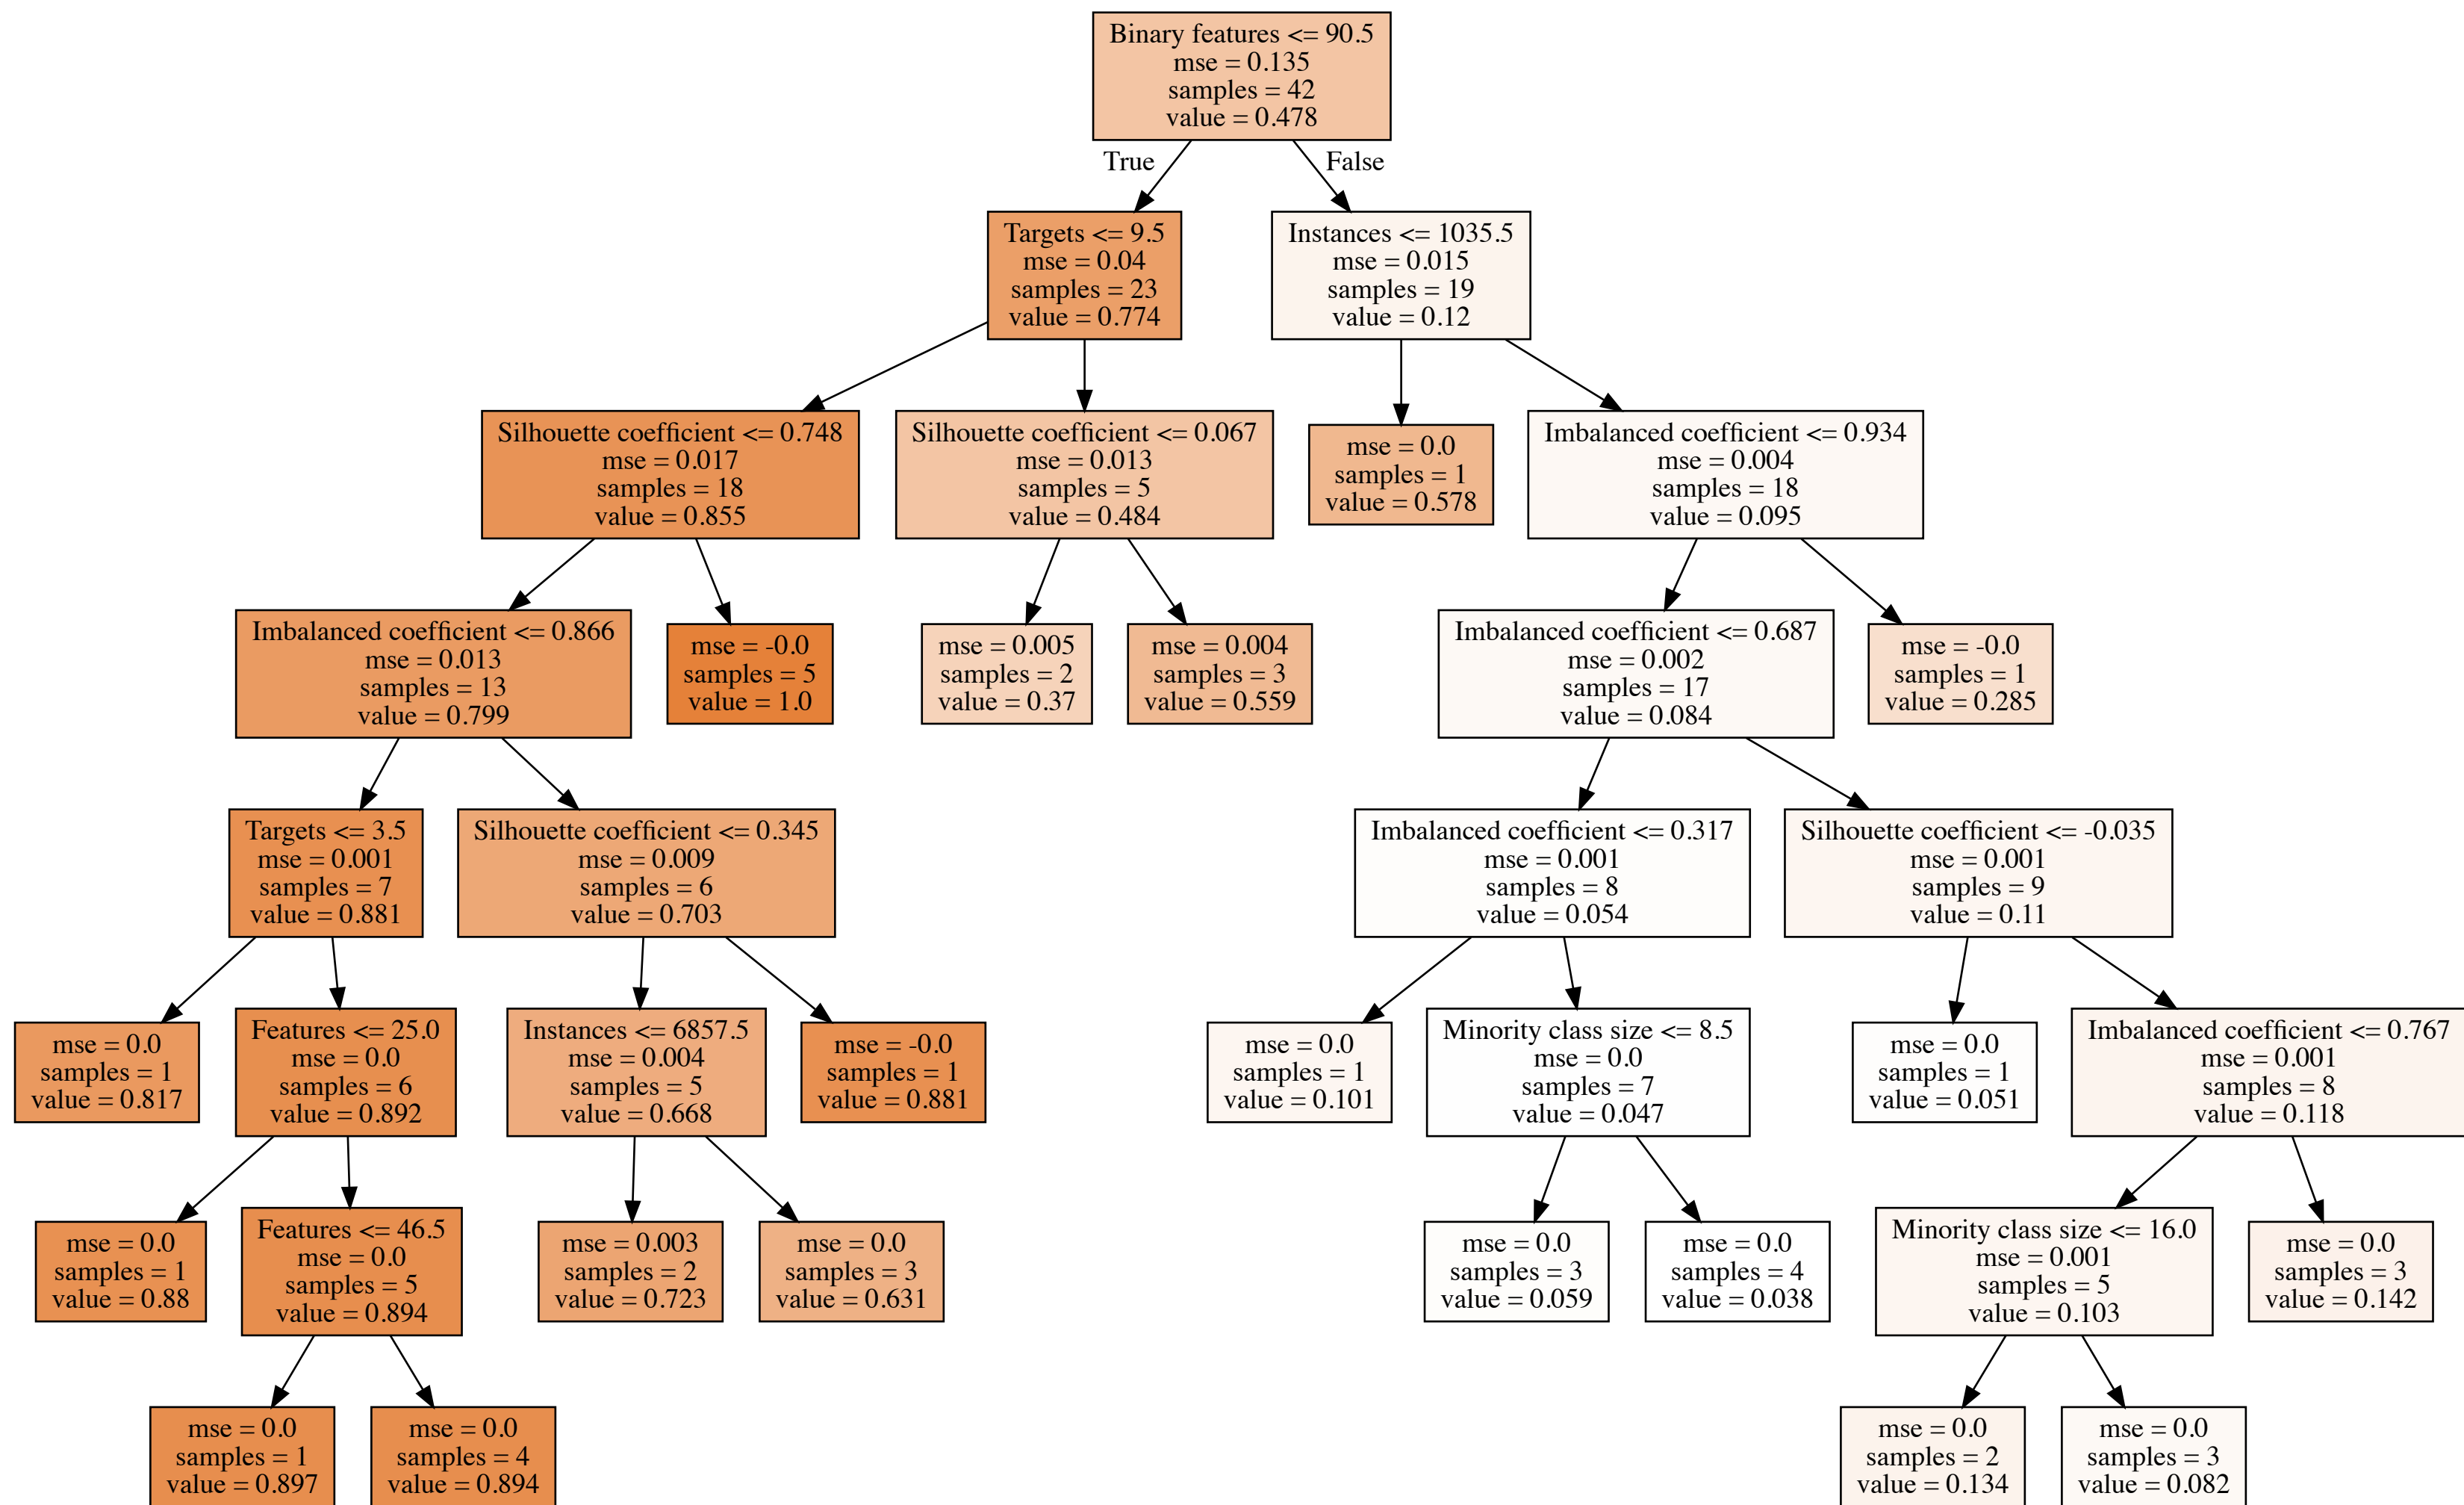 Binary features <= 90.5
mse = 0.135
samples = 42
value = 0.478
True
False
Targets <= 9.5
mse = 0.04
samples = 23
value = 0.774
Instances <= 1035.5
mse = 0.015
samples = 19
value = 0.12
Silhouette coefficient <= 0.748
mse = 0.017
samples = 18
value = 0.855
Silhouette coefficient <= 0.067
mse = 0.013
samples = 5
value = 0.484
mse = 0.0
samples = 1
value = 0.578
Imbalanced coefficient <= 0.934
mse = 0.004
samples = 18
value = 0.095
Imbalanced coefficient <= 0.866
mse = 0.013
samples = 13
value = 0.799
mse = -0.0
samples = 5
value = 1.0
mse = 0.005
samples = 2
value = 0.37
mse = 0.004
samples = 3
value = 0.559
Imbalanced coefficient <= 0.687
mse = 0.002
samples = 17
value = 0.084
mse = -0.0
samples = 1
value = 0.285
Targets <= 3.5
mse = 0.001
samples = 7
value = 0.881
Silhouette coefficient <= 0.345
mse = 0.009
samples = 6
value = 0.703
Imbalanced coefficient <= 0.317
mse = 0.001
samples = 8
value = 0.054
Silhouette coefficient <= -0.035
mse = 0.001
samples = 9
value = 0.11
mse = 0.0
samples = 1
value = 0.817
Features <= 25.0
mse = 0.0
samples = 6
value = 0.892
Instances <= 6857.5
mse = 0.004
samples = 5
value = 0.668
mse = -0.0
samples = 1
value = 0.881
mse = 0.0
samples = 1
value = 0.101
Minority class size <= 8.5
mse = 0.0
samples = 7
value = 0.047
mse = 0.0
samples = 1
value = 0.051
Imbalanced coefficient <= 0.767
mse = 0.001
samples = 8
value = 0.118
mse = 0.0
samples = 1
value = 0.88
Features <= 46.5
mse = 0.0
samples = 5
value = 0.894
mse = 0.003
samples = 2
value = 0.723
mse = 0.0
samples = 3
value = 0.631
mse = 0.0
samples = 3
value = 0.059
mse = 0.0
samples = 4
value = 0.038
Minority class size <= 16.0
mse = 0.001
samples = 5
value = 0.103
mse = 0.0
samples = 3
value = 0.142
mse = 0.0
samples = 1
value = 0.897
mse = 0.0
samples = 4
value = 0.894
mse = 0.0
samples = 2
value = 0.134
mse = 0.0
samples = 3
value = 0.082